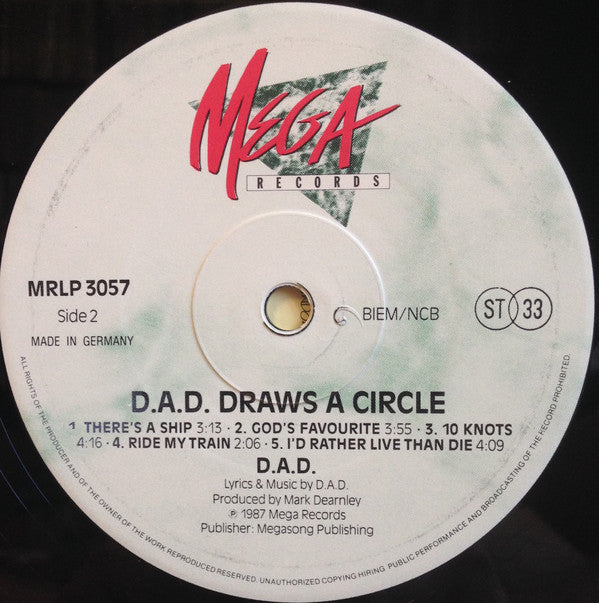 MEGA
RECORDS
MRLP 3057
Side 2
MADE IN GERMANY
BIEM/NCB
ST 33
D.A.D. DRAWS A CIRCLE
1. THERE'S A SHIP 3:13 · 2. GOD'S FAVOURITE 3:55 · 3. 10 KNOTS
4:16 · 4. RIDE MY TRAIN 2:06 · 5. I'D RATHER LIVE THAN DIE 4:09
D.A.D.
Lyrics & Music by D.A.D.
Produced by Mark Dearnley
℗ 1987 Mega Records
Publisher: Megasong Publishing
ALL RIGHTS OF THE PRODUCER AND OF THE OWNER OF THE WORK REPRODUCED RESERVED. UNAUTHORIZED COPYING HIRING. PUBLIC PERFORMANCE AND BROADCASTING OF THE RECORD PROHIBITED.